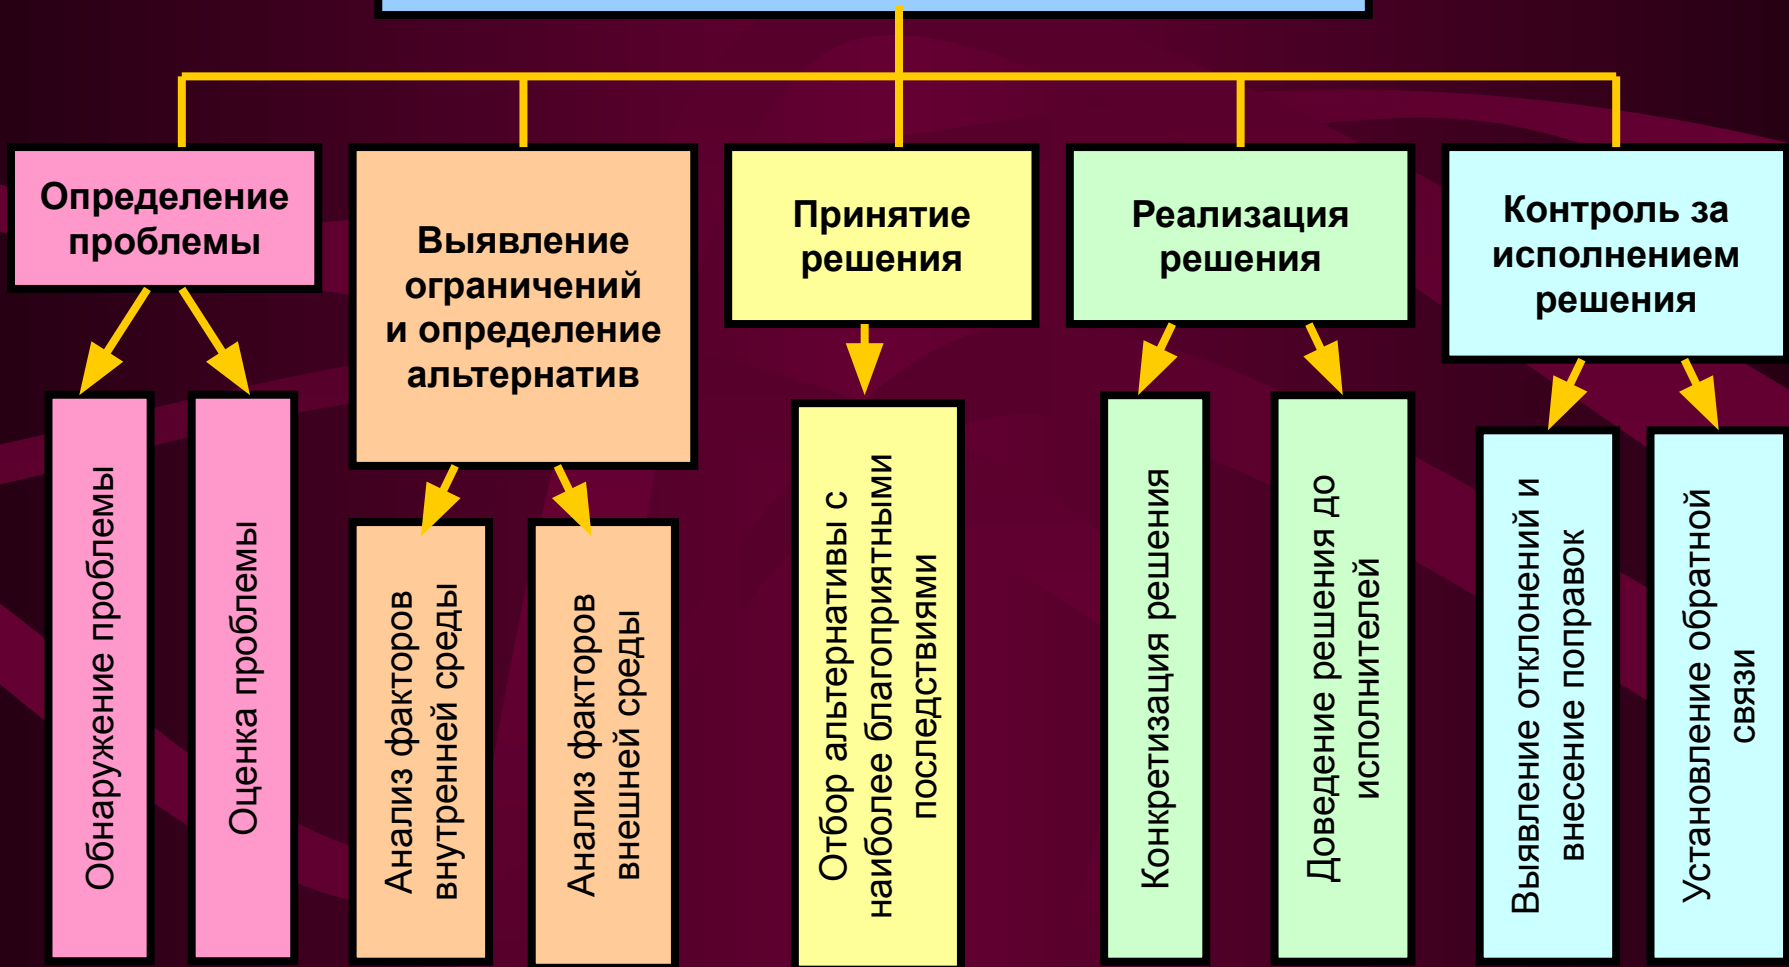 Определение
проблемы
Выявление
ограничений
и определение
альтернатив
Принятие
решения
Реализация
решения
Контроль за
исполнением
решения
Обнаружение проблемы
Оценка проблемы
Анализ факторов
внутренней среды
Анализ факторов
внешней среды
Отбор альтернативы с
наиболее благоприятными
последствиями
Конкретизация решения
Доведение решения до
исполнителей
Выявление отклонений и
внесение поправок
Установление обратной
связи